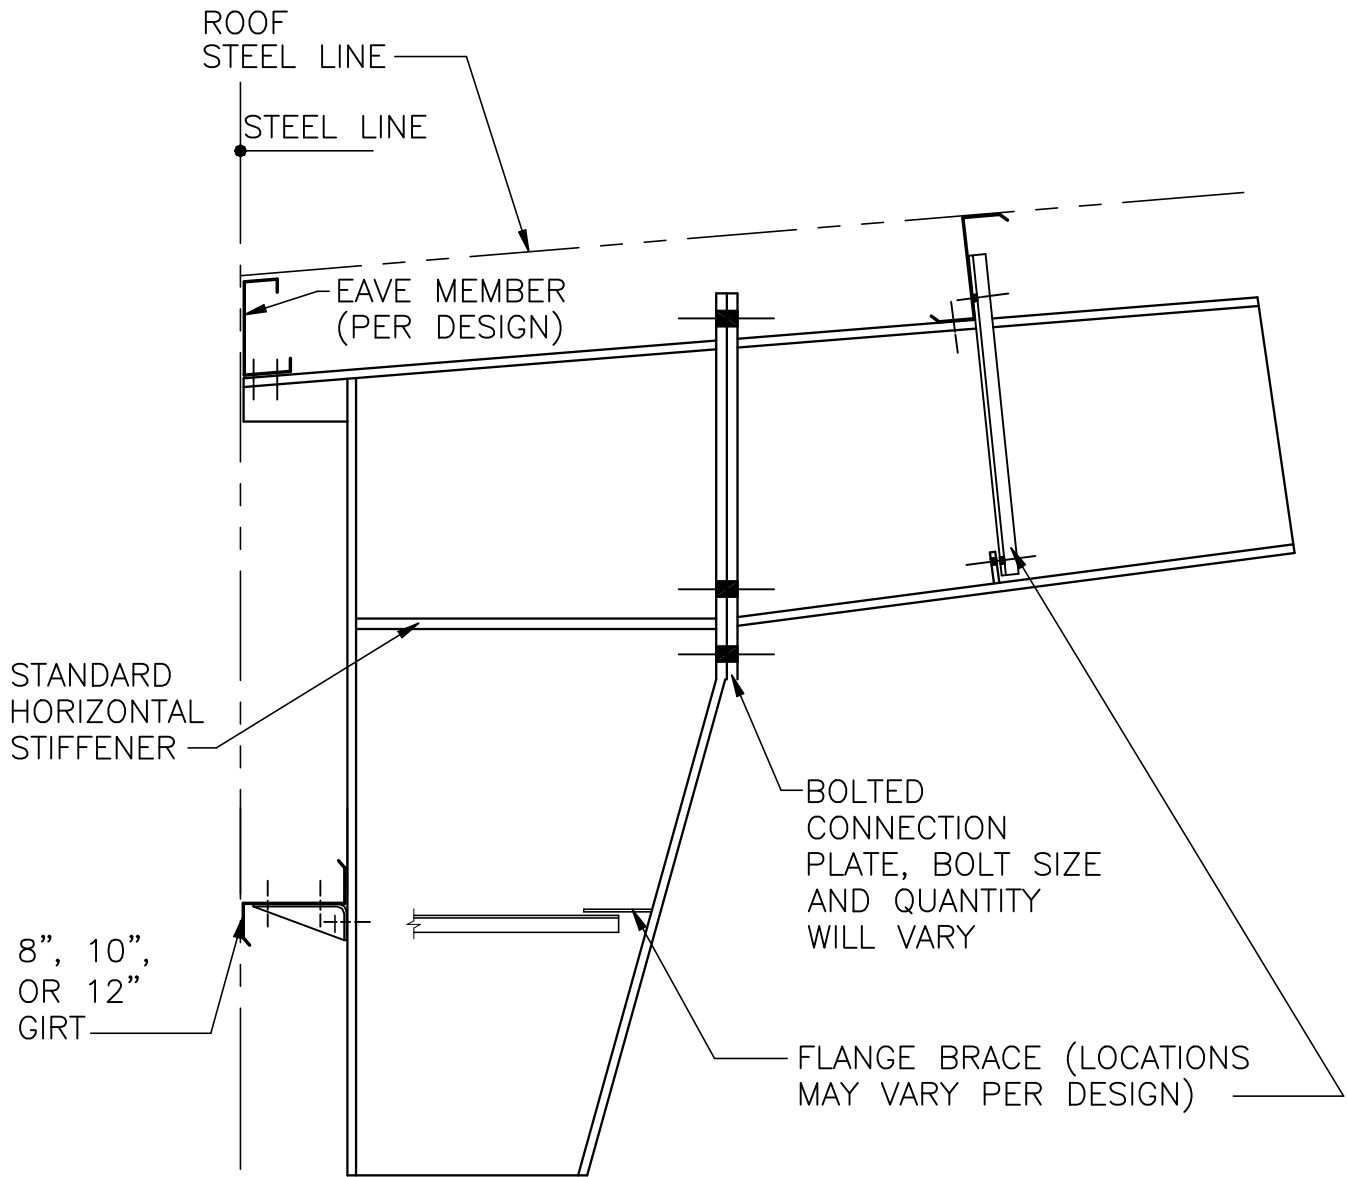 ROOF
STEEL LINE
STEEL LINE
EAVE MEMBER
(PER DESIGN)
STANDARD
HORIZONTAL
STIFFENER
BOLTED
CONNECTION
PLATE, BOLT SIZE
AND QUANTITY
WILL VARY
8”, 10”,
OR 12”
GIRT
FLANGE BRACE (LOCATIONS
MAY VARY PER DESIGN)